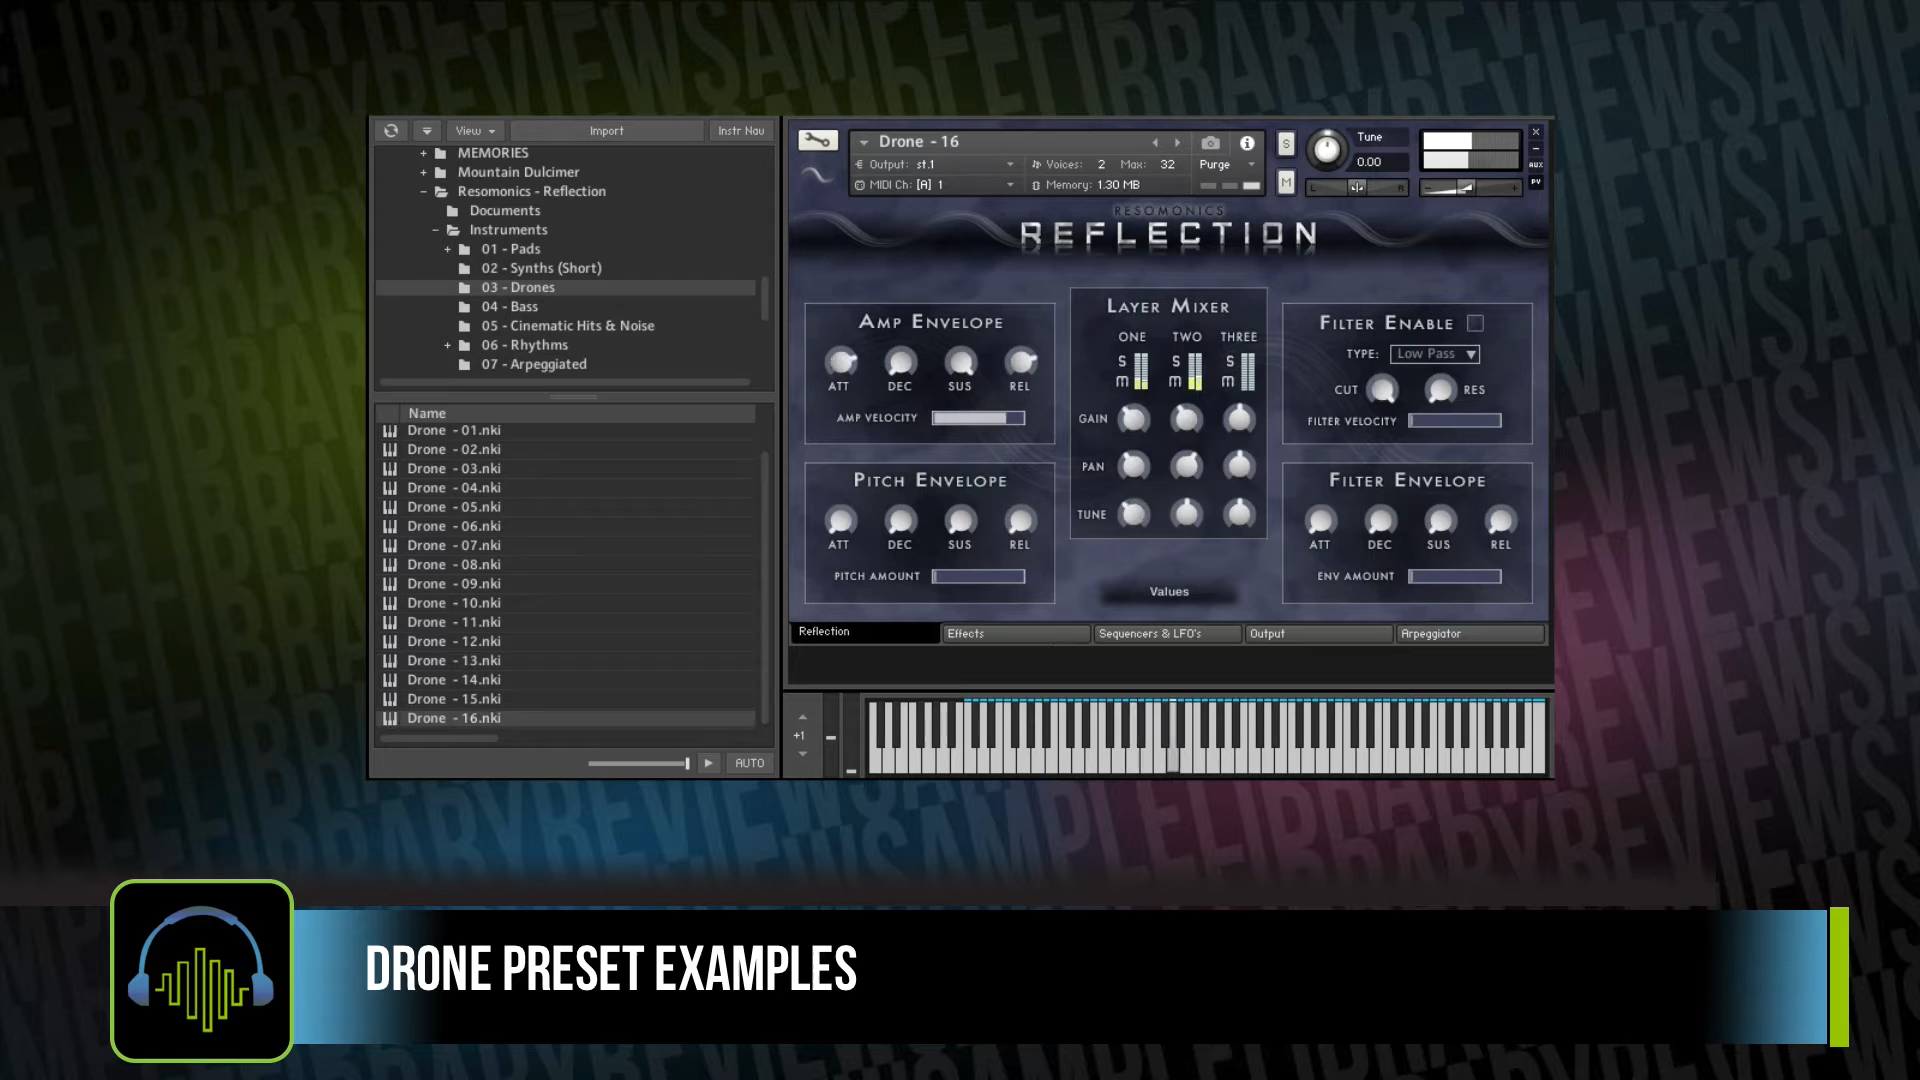 View
Import
Instr Nav
MEMORIES
Mountain Dulcimer
Resomonics - Reflection
Documents
Instruments
01 - Pads
02 - Synths (Short)
03 - Drones
04 - Bass
05 - Cinematic Hits & Noise
06 - Rhythms
07 - Arpeggiated
Name
Drone - 01.nki
Drone - 02.nki
Drone - 03.nki
Drone - 04.nki
Drone - 05.nki
Drone - 06.nki
Drone - 07.nki
Drone - 08.nki
Drone - 09.nki
Drone - 10.nki
Drone - 11.nki
Drone - 12.nki
Drone - 13.nki
Drone - 14.nki
Drone - 15.nki
Drone - 16.nki
AUTO
Drone - 16
Output: st.1
Voices: 2 Max: 32
Purge
MIDI Ch: [A] 1
Memory: 1.30 MB
S
M
Tune
0.00
L R
AUX
PV
RESOMONICS
REFLECTION
AMP ENVELOPE
ATT DEC SUS REL
AMP VELOCITY
PITCH ENVELOPE
ATT DEC SUS REL
PITCH AMOUNT
LAYER MIXER
ONE TWO THREE
S S S
M M M
GAIN
PAN
TUNE
Values
FILTER ENABLE
TYPE: Low Pass
CUT RES
FILTER VELOCITY
FILTER ENVELOPE
ATT DEC SUS REL
ENV AMOUNT
Reflection
Effects
Sequencers & LFO's
Output
Arpeggiator
+1
DRONE PRESET EXAMPLES